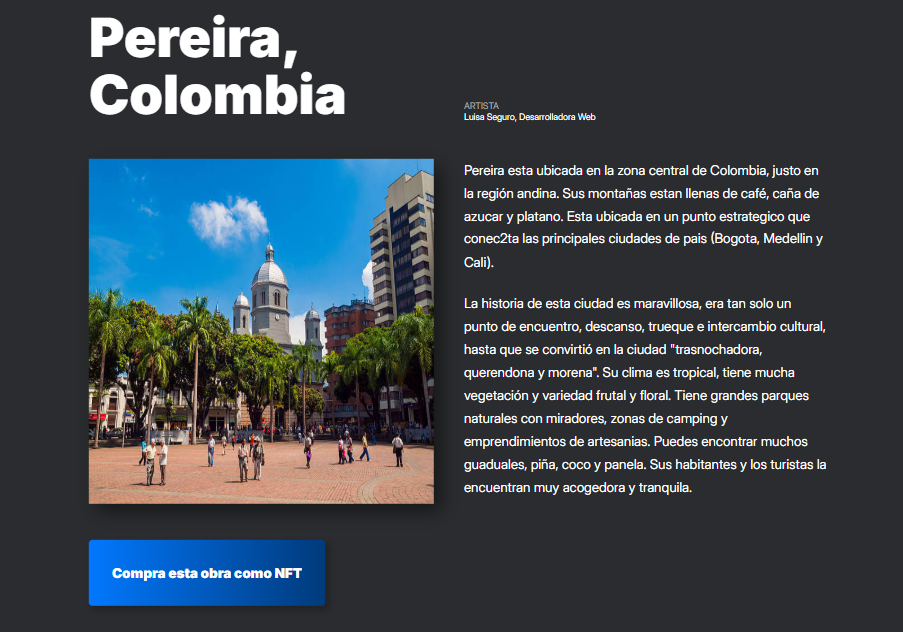 Pereira,
Colombia
ARTISTA
Luisa Seguro, Desarrolladora Web
Pereira esta ubicada en la zona central de Colombia, justo en
la región andina. Sus montañas estan llenas de café, caña de
azucar y platano. Esta ubicada en un punto estrategico que
conec2ta las principales ciudades de pais (Bogota, Medellin y
Cali).
La historia de esta ciudad es maravillosa, era tan solo un
punto de encuentro, descanso, trueque e intercambio cultural,
hasta que se convirtió en la ciudad "trasnochadora,
querendona y morena". Su clima es tropical, tiene mucha
vegetación y variedad frutal y floral. Tiene grandes parques
naturales con miradores, zonas de camping y
emprendimientos de artesanias. Puedes encontrar muchos
guaduales, piña, coco y panela. Sus habitantes y los turistas la
encuentran muy acogedora y tranquila.
Compra esta obra como NFT